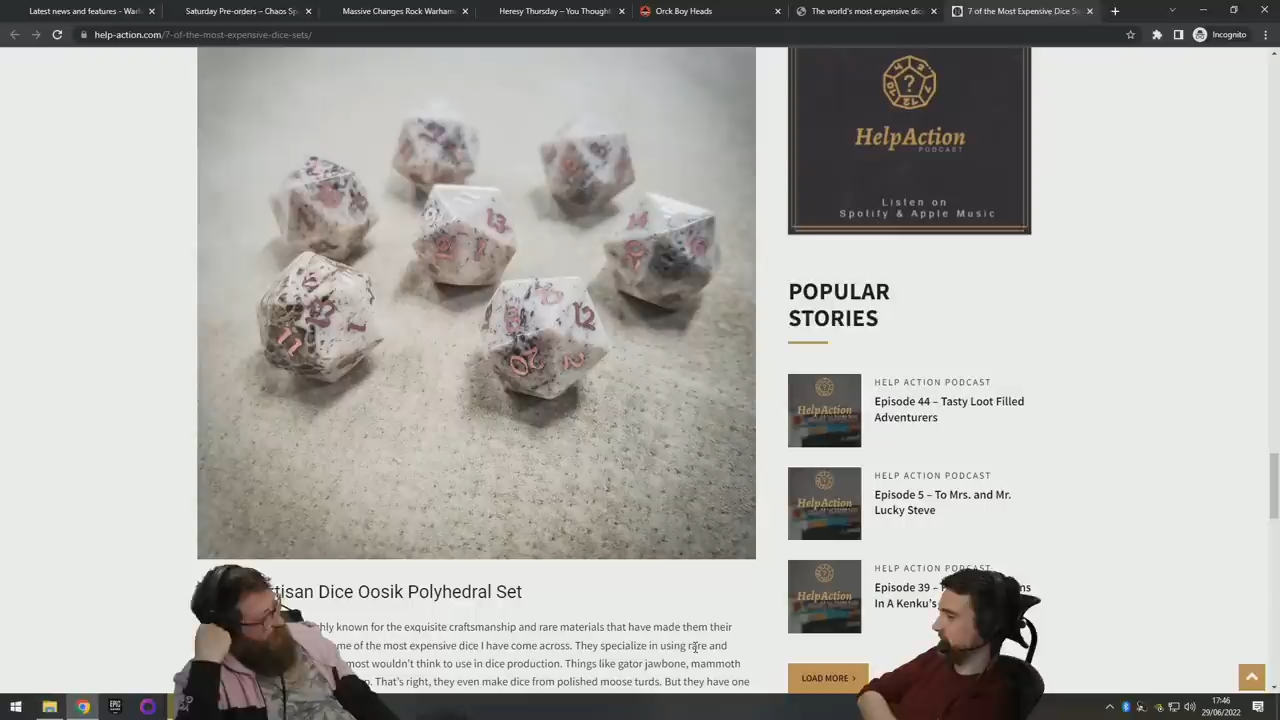 Latest News & Features - War
Saturday Pre-orders – Chaos Sp
Massive Changes Rock Warham
Heresy Thursday – You Thought
Orck Boy Heads
The world's most expensive dic
7 Of The Most Expensive Dice S
help-action.com/7-of-the-most-expensive-dice-sets/
Incognito
HelpAction
PODCAST
Listen on
Spotify & Apple Music
POPULAR
STORIES
HELP ACTION PODCAST
Episode 44 – Tasty Loot Filled
Adventurers
HELP ACTION PODCAST
Episode 5 – To Mrs. and Mr.
Lucky Steve
HELP ACTION PODCAST
Episode 39 –
In A Kenku's
LOAD MORE >
tisan Dice Oosik Polyhedral Set
hly known for the exquisite craftsmanship and rare materials that have made them their
me of the most expensive dice I have come across. They specialize in using rare and
most wouldn't think to use in dice production. Things like gator jawbone, mammoth
That's right, they even make dice from polished moose turds. But they have one
17:46
29/06/2022